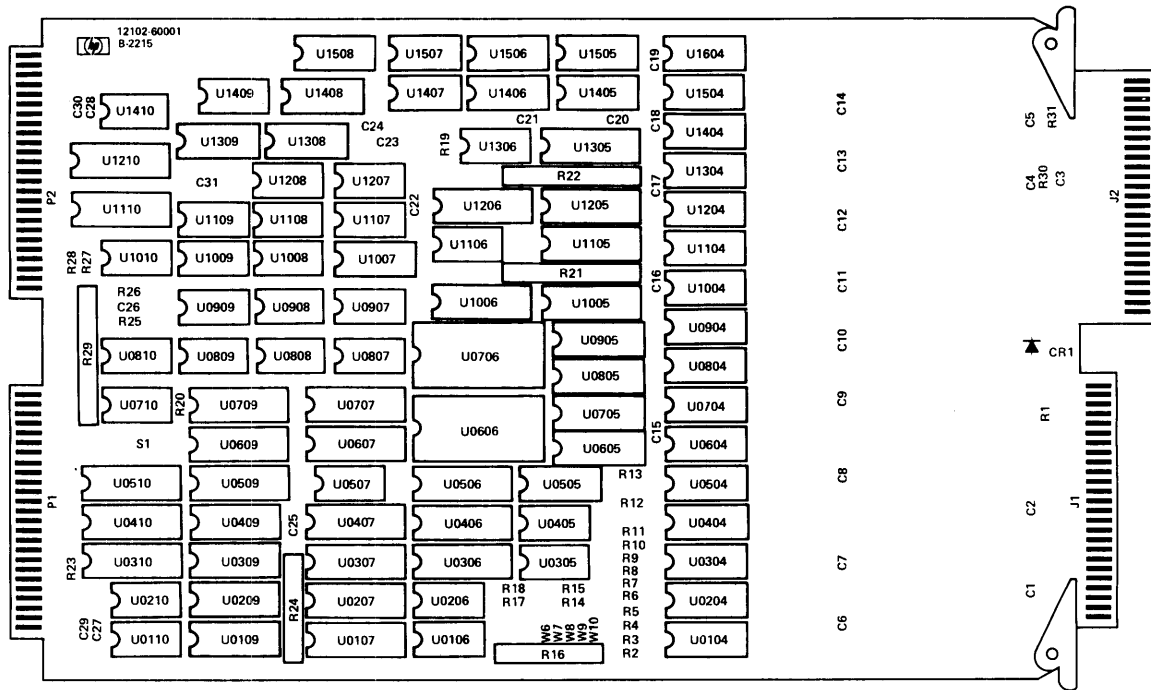 12102-60001
B-2215
U1508 U1507 U1506 U1505 C19 U1604
U1409 U1408 U1407 U1406 U1405 U1504
C30 C28 U1410 C24 C21 C20 C18 U1404 C14 C5 R31
U1309 U1308 C23 R19 U1306 U1305
U1210 R22 U1304 C13
P2 C31 U1208 U1207 C17 C4 R30 C3 J2
U1110 U1109 U1108 U1107 C22 U1206 U1205 U1204 C12
U1106 U1105 U1104
R28 R27 U1010 U1009 U1008 U1007 R21 C16 C11
R26 U1004
C26 U0909 U0908 U0907 U1006 U1005
R25
R29 U0810 U0809 U0808 U0807 U0706 U0905 U0904 C10
CR1
U0805 U0804
U0710 R20 U0709 U0707 U0705 U0704 C9 R1
S1 U0609 U0607 U0606 U0605 C15 U0604
P1 U0510 U0509 U0507 U0506 U0505 R13 U0504 C8
R12
U0410 U0409 C25 U0407 U0406 U0405 U0404 C2 J1
R11
R10
R23 U0310 U0309 U0307 U0306 U0305 R9 U0304 C7
R8
R18 R15 R7
U0210 U0209 R24 U0207 U0206 R17 R14 R6 U0204 C1
R5
C29 C27 R4 C6
U0110 U0109 U0107 U0106 W6 W7 W8 W9 W10 R3 U0104
R16 R2